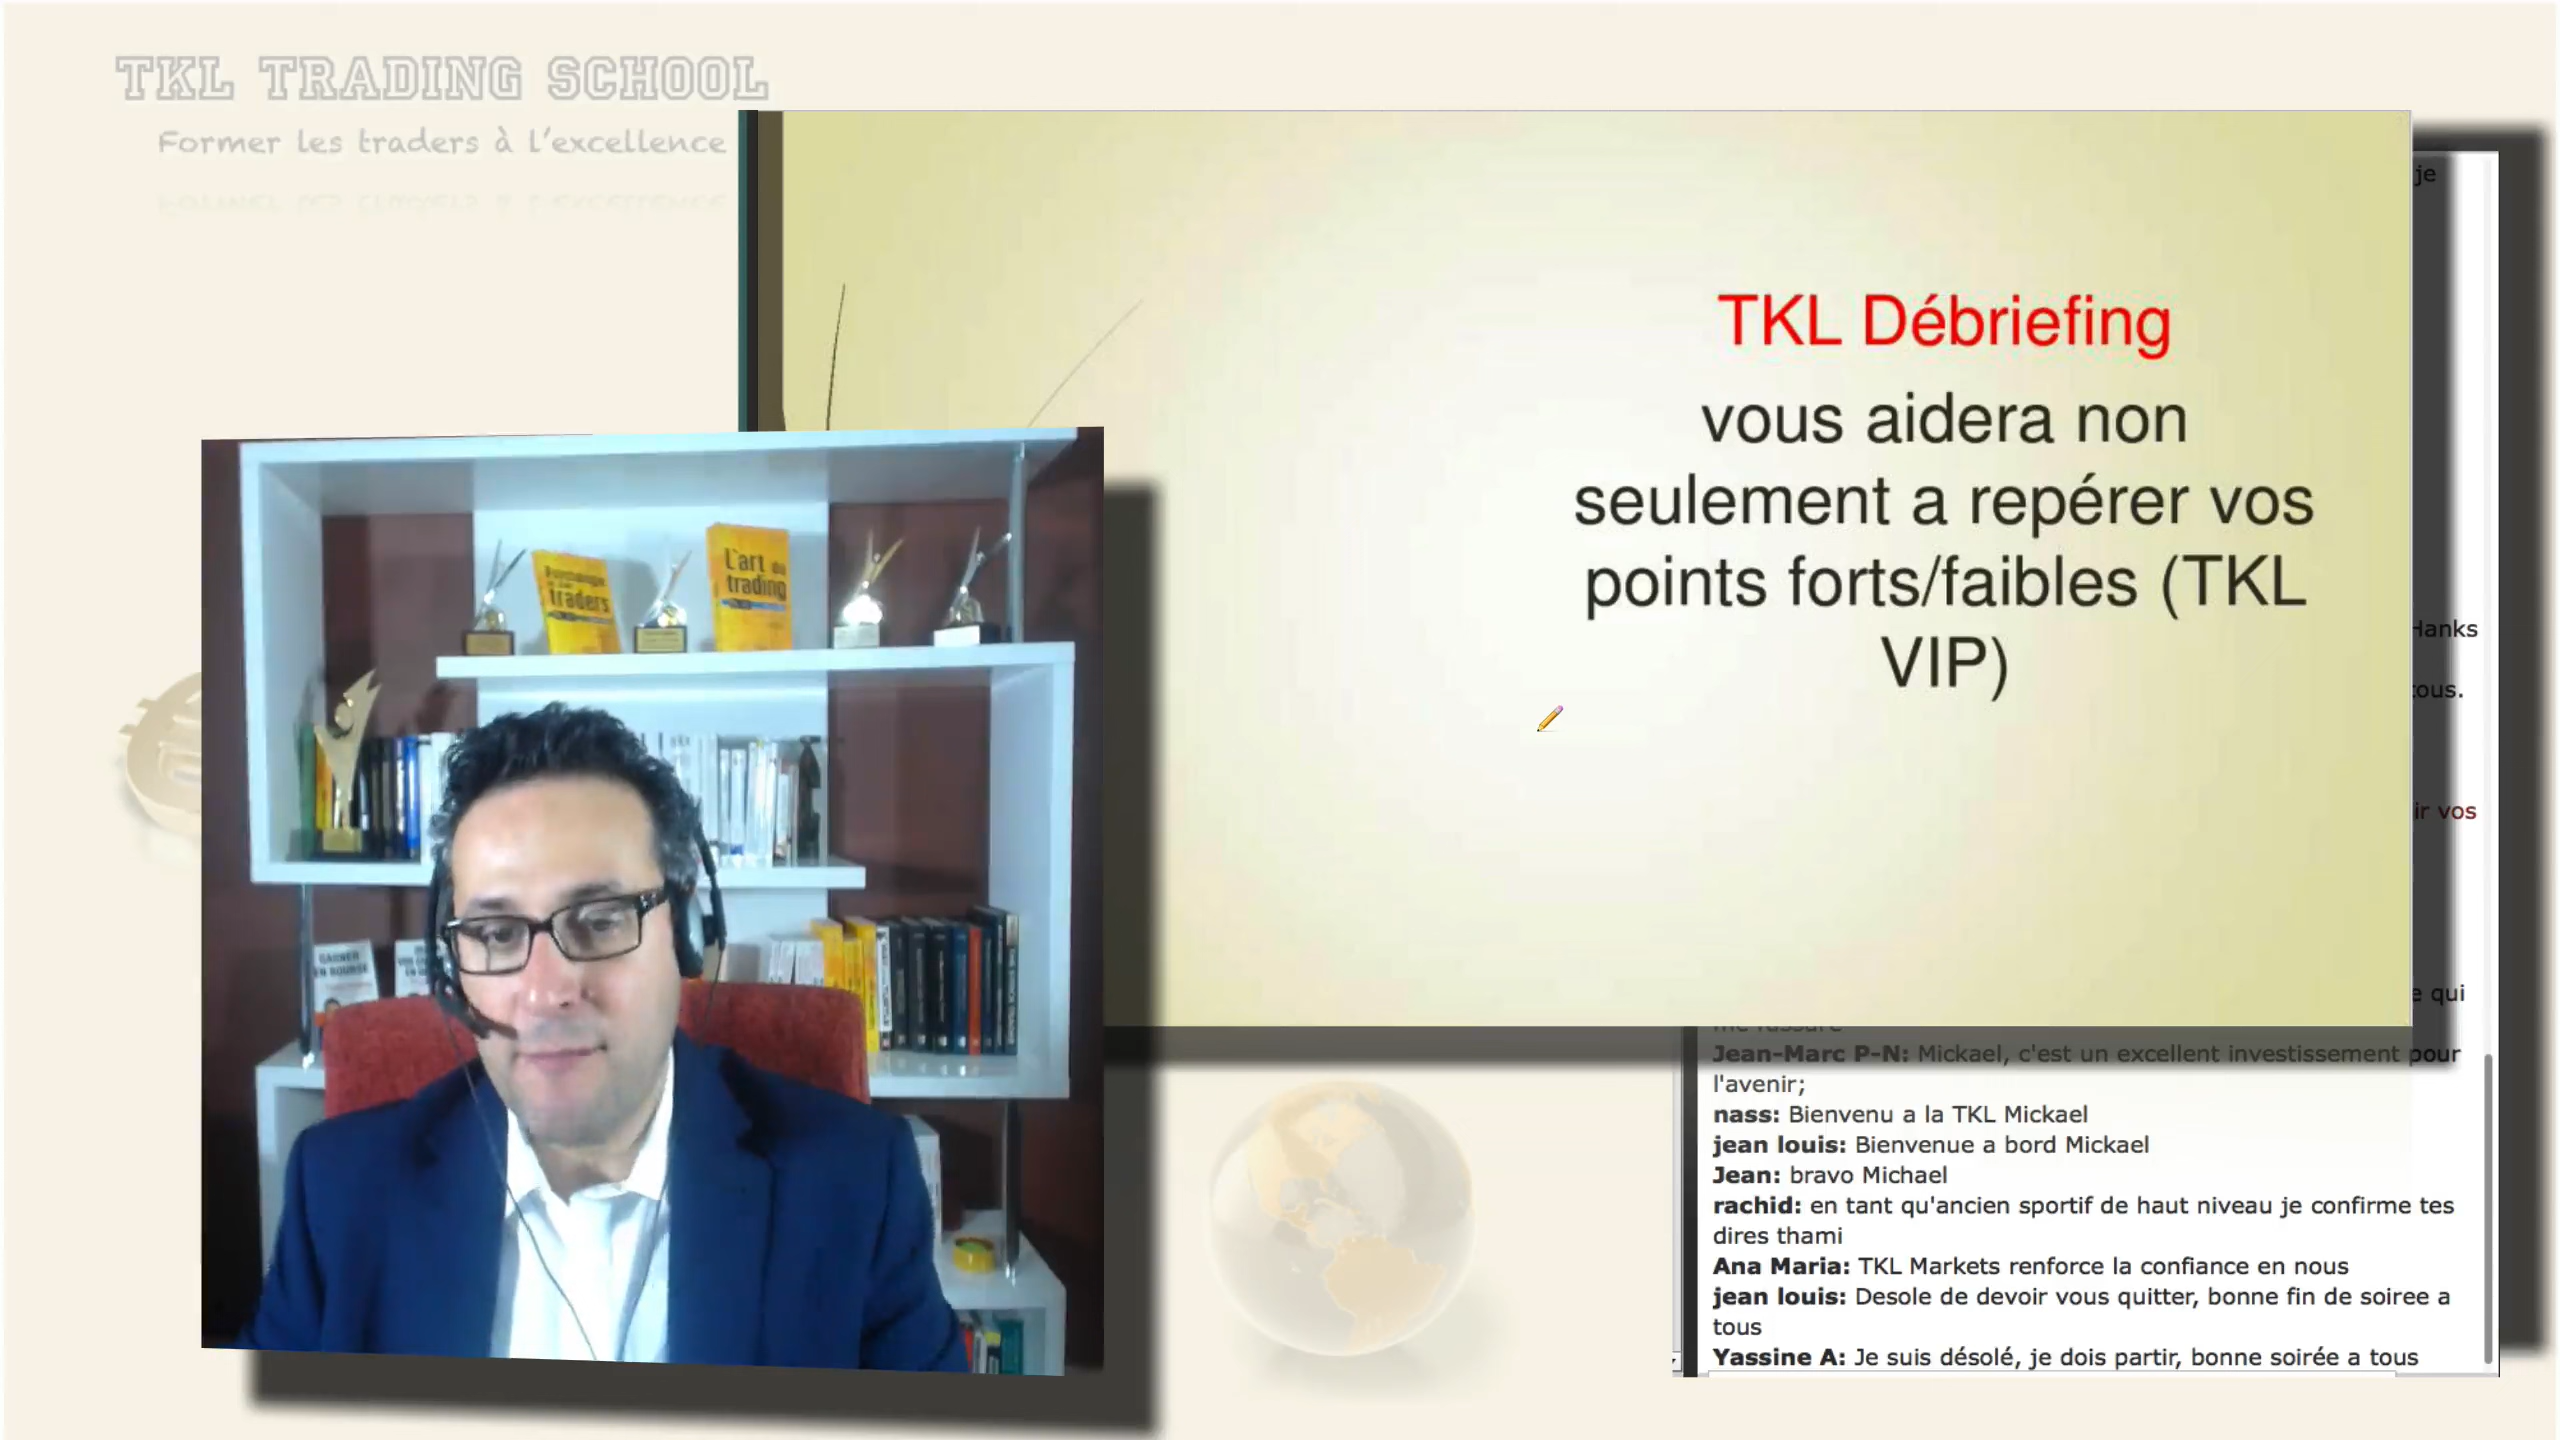 TKL TRADING SCHOOL
Former les traders à l'excellence
TKL Débriefing
vous aidera non
seulement a repérer vos
points forts/faibles (TKL
VIP)
traders
L'art du
trading
GAGNER
EN BOURSE
je
Hanks
tous.
ir vos
e qui
me rassure
Jean-Marc P-N: Mickael, c'est un excellent investissement pour
l'avenir;
nass: Bienvenu a la TKL Mickael
jean louis: Bienvenue a bord Mickael
Jean: bravo Michael
rachid: en tant qu'ancien sportif de haut niveau je confirme tes
dires thami
Ana Maria: TKL Markets renforce la confiance en nous
jean louis: Desole de devoir vous quitter, bonne fin de soiree a
tous
Yassine A: Je suis désolé, je dois partir, bonne soirée a tous